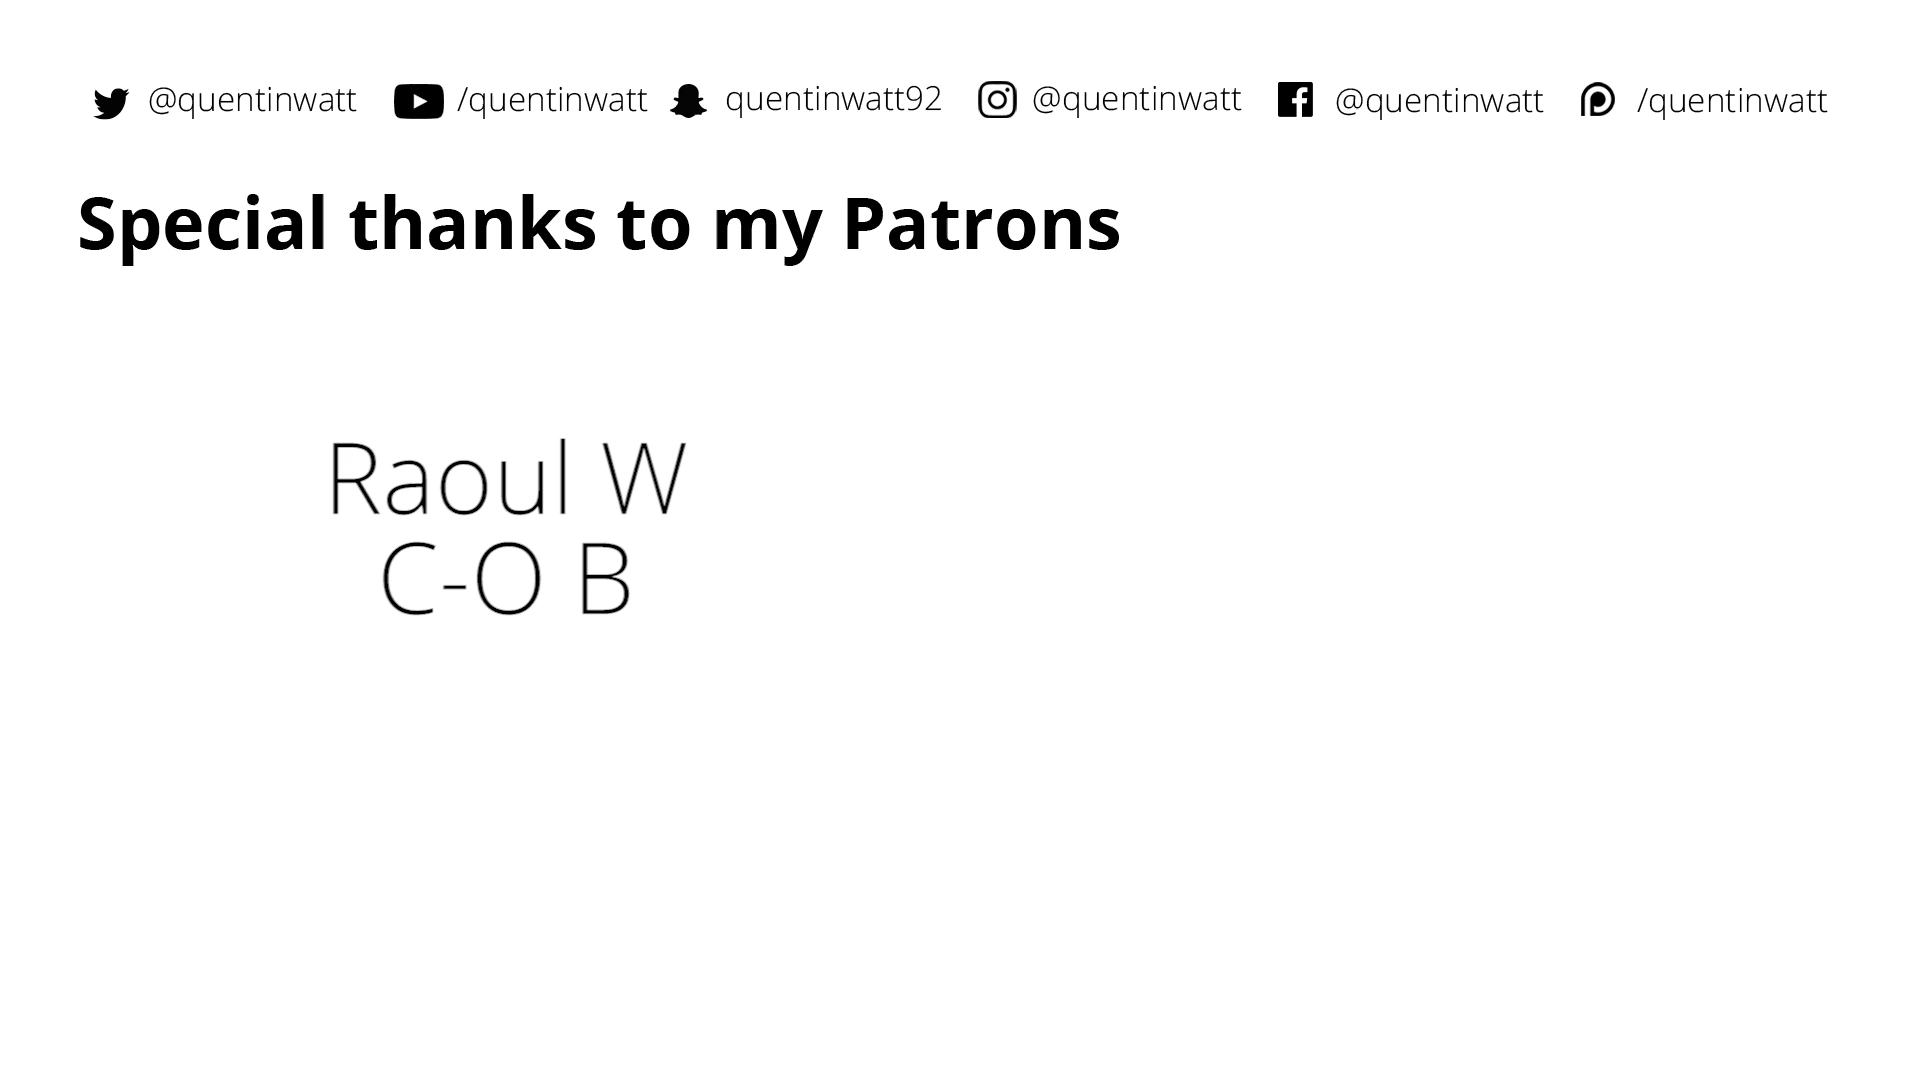 @quentinwatt /quentinwatt quentinwatt92 @quentinwatt @quentinwatt /quentinwatt
Special thanks to my Patrons
Raoul W
C-O B